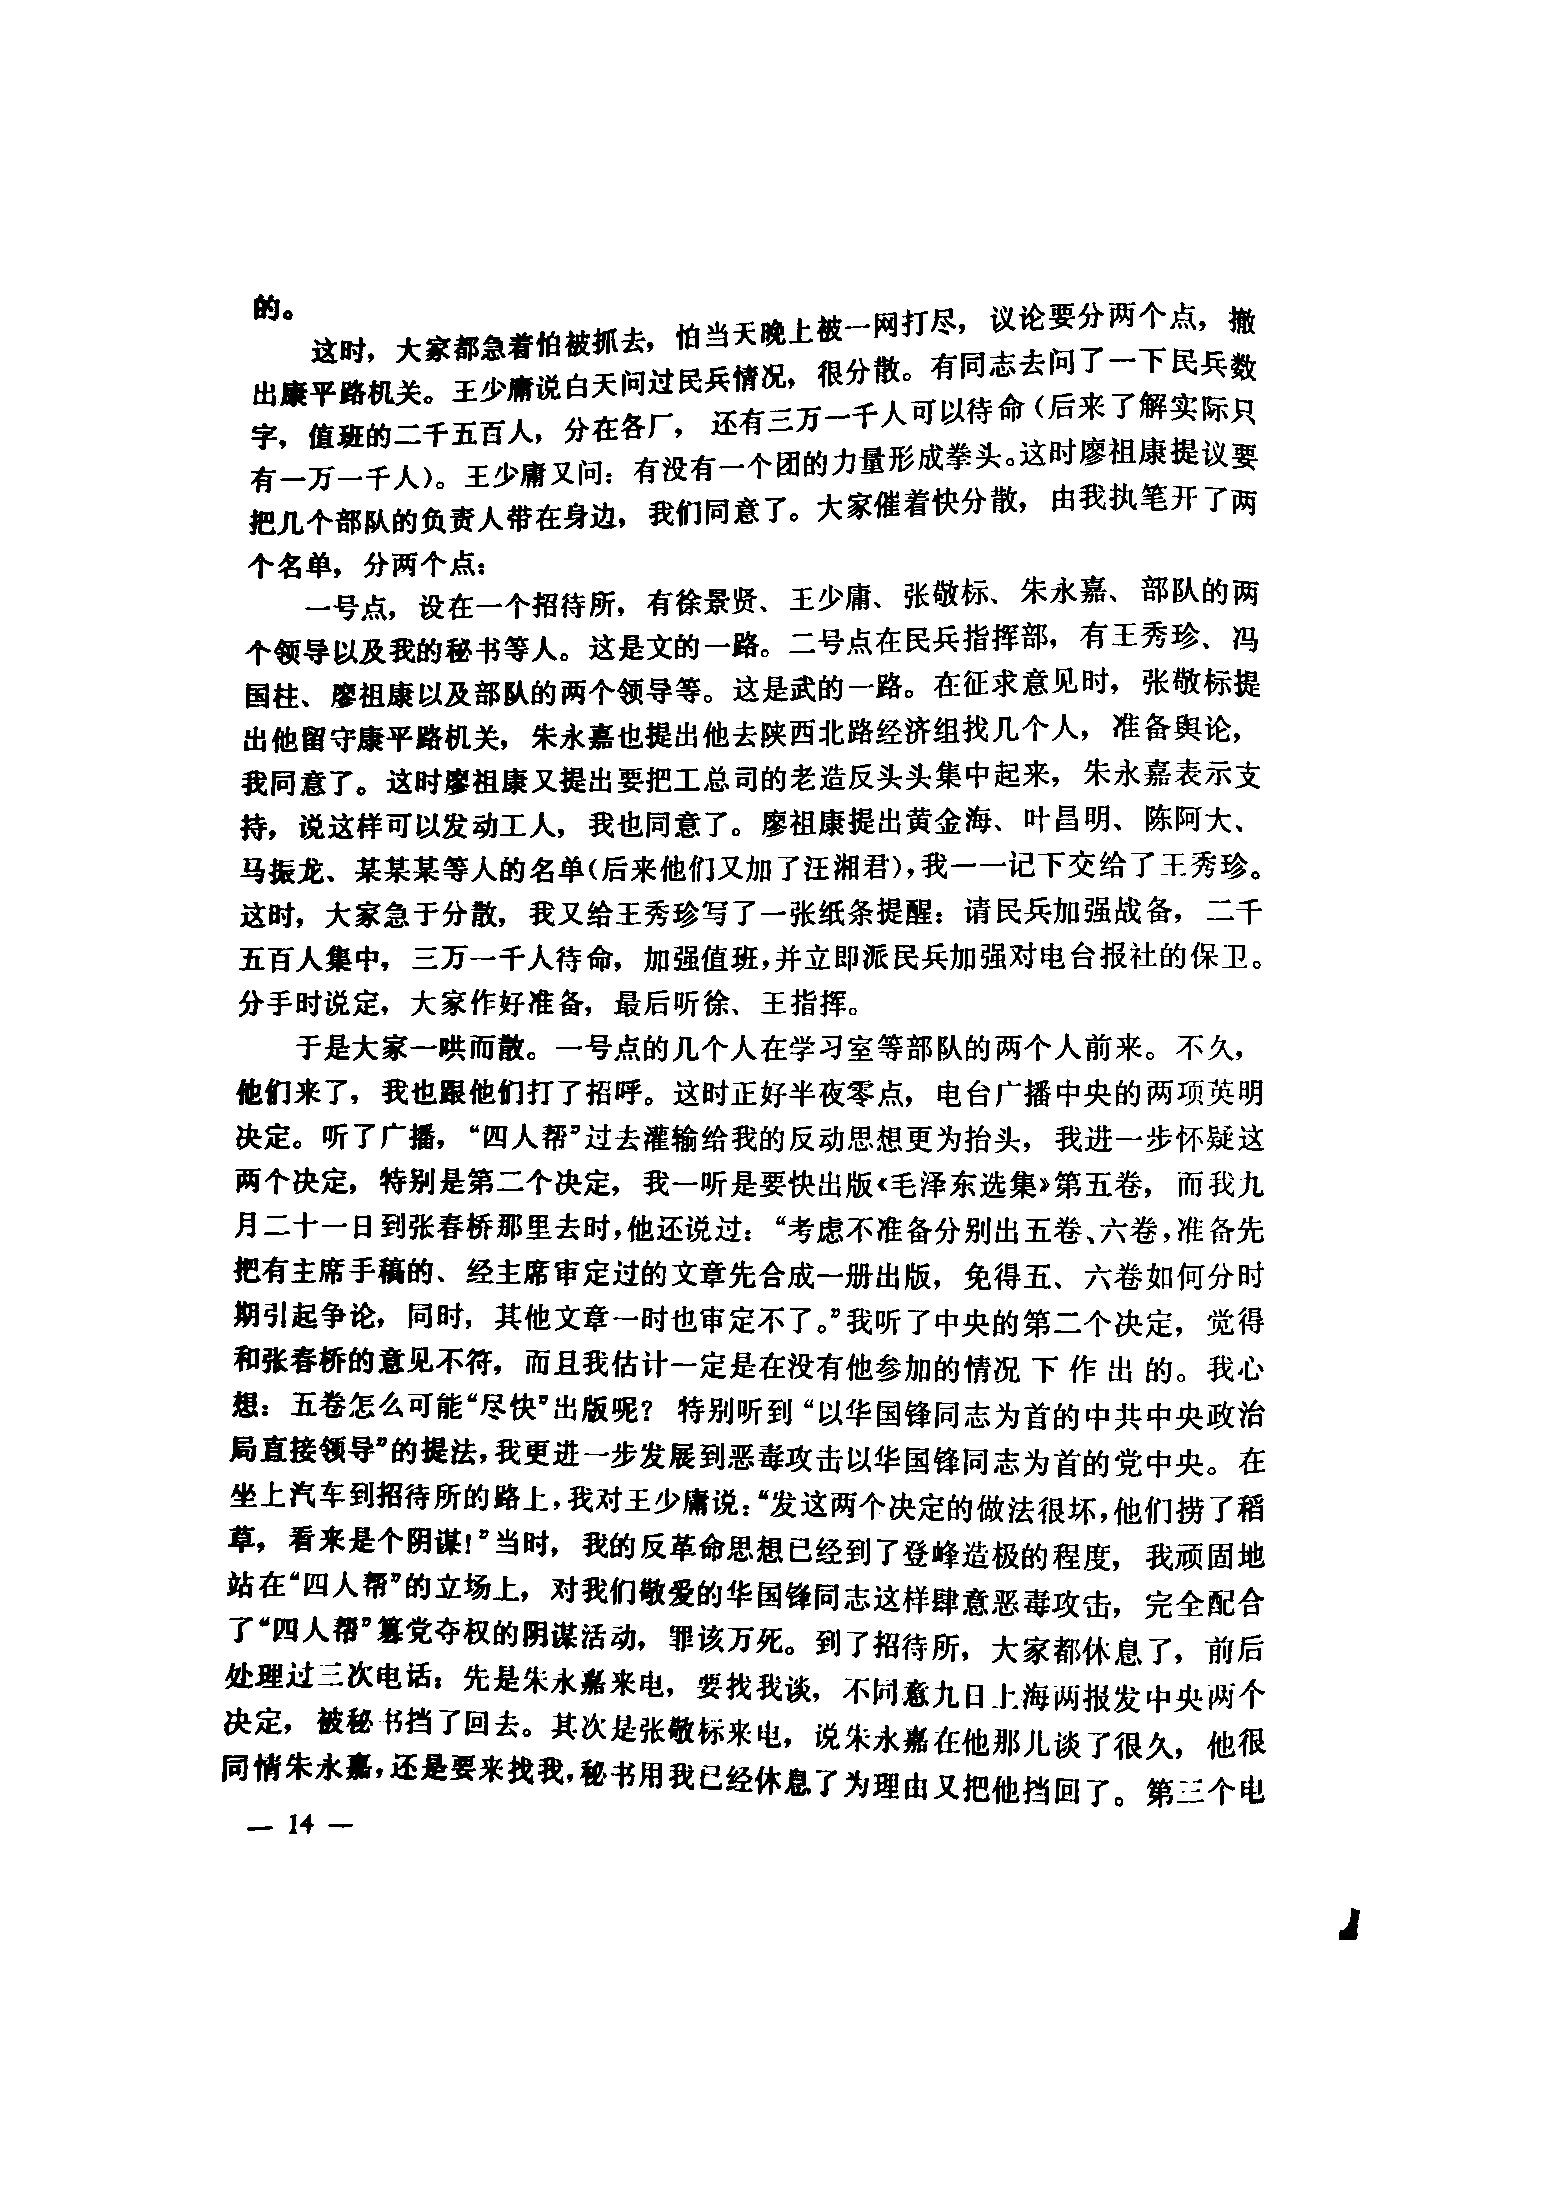 的。
这时，大家都急着怕被抓去，怕当天晚上被一网打尽，议论要分两个点，撤
出康平路机关。王少庸说白天问过民兵情况，很分散。有同志去问了一下民兵数
字，值班的二千五百人，分在各厂，还有三万一千人可以待命（后来了解实际只
有一万一千人）。王少庸又问：有没有一个团的力量形成拳头。这时廖祖康提议要
把几个部队的负责人带在身边，我们同意了。大家催着快分散，由我执笔开了两
个名单，分两个点：
一号点，设在一个招待所，有徐景贤、王少庸、张敬标、朱永嘉、部队的两
个领导以及我的秘书等人。这是文的一路。二号点在民兵指挥部，有王秀珍、冯
国柱、廖祖康以及部队的两个领导等。这是武的一路。在征求意见时，张敬标提
出他留守康平路机关，朱永嘉也提出他去陕西北路经济组找几个人，准备舆论，
我同意了。这时廖祖康又提出要把工总司的老造反头头集中起来，朱永嘉表示支
持，说这样可以发动工人，我也同意了。廖祖康提出黄金海、叶昌明、陈阿大、
马振龙、某某某等人的名单（后来他们又加了汪湘君），我一一记下交给了王秀珍。
这时，大家急于分散，我又给王秀珍写了一张纸条提醒：请民兵加强战备，二千
五百人集中，三万一千人待命，加强值班，并立即派民兵加强对电台报社的保卫。
分手时说定，大家作好准备，最后听徐、王指挥。
于是大家一哄而散。一号点的几个人在学习室等部队的两个人前来。不久，
他们来了，我也跟他们打了招呼。这时正好半夜零点，电台广播中央的两项英明
决定。听了广播，“四人帮”过去灌输给我的反动思想更为抬头，我进一步怀疑这
两个决定，特别是第二个决定，我一听是要快出版《毛泽东选集》第五卷，而我九
月二十一日到张春桥那里去时，他还说过：“考虑不准备分别出五卷、六卷，准备先
把有主席手稿的、经主席审定过的文章先合成一册出版，免得五、六卷如何分时
期引起争论，同时，其他文章一时也审定不了。”我听了中央的第二个决定，觉得
和张春桥的意见不符，而且我估计一定是在没有他参加的情况下作出的。我心
想：五卷怎么可能“尽快”出版呢？特别听到“以华国锋同志为首的中共中央政治
局直接领导”的提法，我更进一步发展到恶毒攻击以华国锋同志为首的党中央。在
坐上汽车到招待所的路上，我对王少庸说：“发这两个决定的做法很坏，他们捞了稻
草，看来是个阴谋！”当时，我的反革命思想已经到了登峰造极的程度，我顽固地
站在“四人帮”的立场上，对我们敬爱的华国锋同志这样肆意恶毒攻击，完全配合
了“四人帮”篡党夺权的阴谋活动，罪该万死。到了招待所，大家都休息了，前后
处理过三次电话；先是朱永嘉来电，要找我谈，不同意九日上海两报发中央两个
决定，被秘书挡了回去。其次是张敬标来电，说朱永嘉在他那儿谈了很久，他很
同情朱永嘉，还是要来找我，秘书用我已经休息了为理由又把他挡回了。第三个电
— 14 —